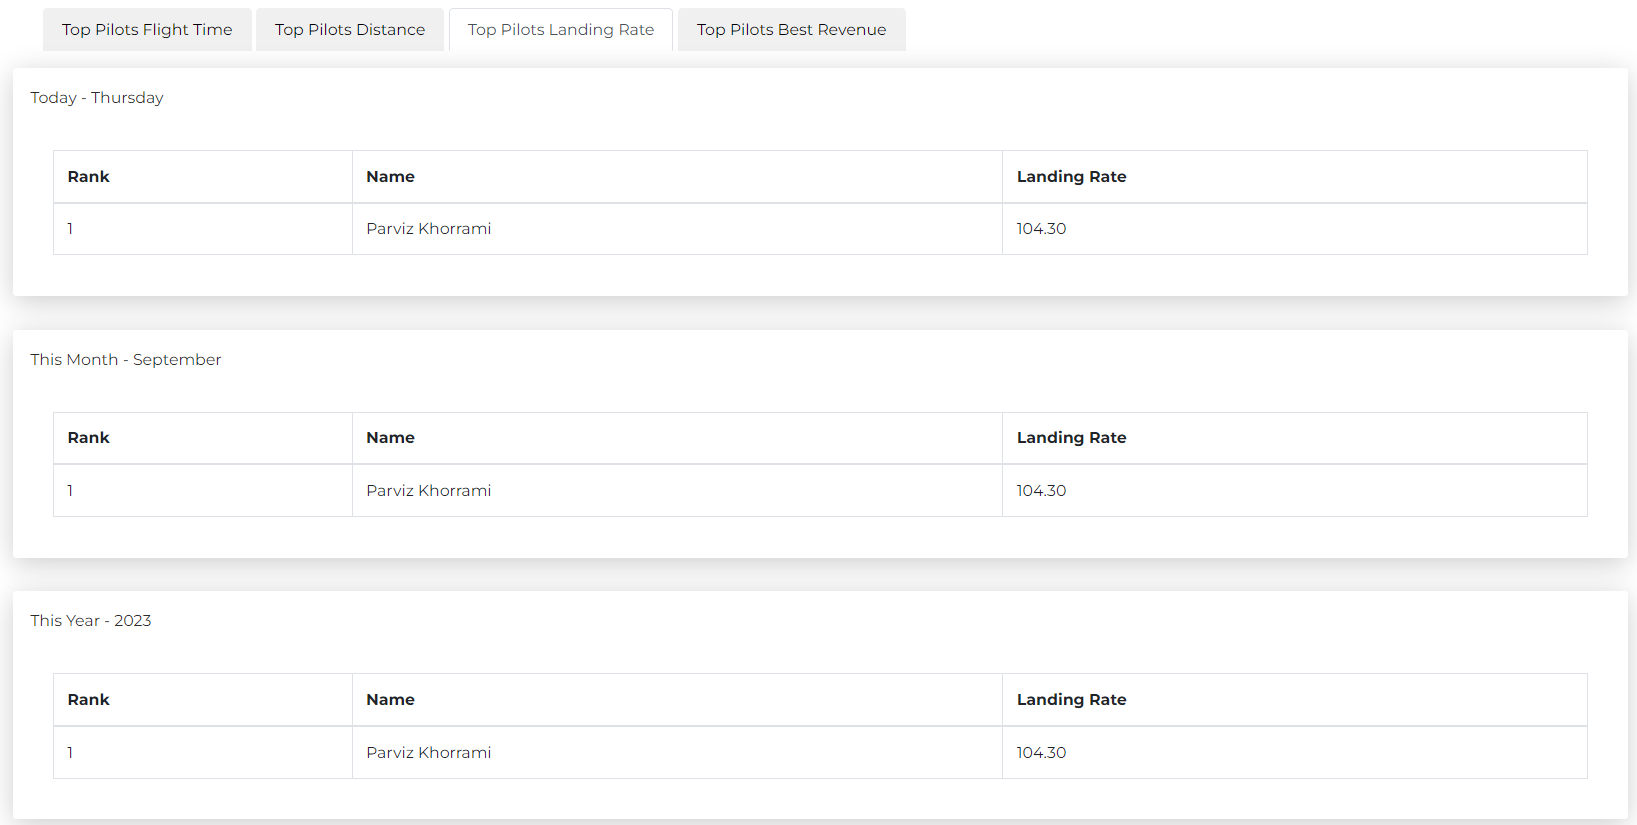 Top Pilots Flight Time Top Pilots Distance Top Pilots Landing Rate Top Pilots Best Revenue
Today - Thursday
Rank Name Landing Rate
1 Parviz Khorrami 104.30
This Month - September
Rank Name Landing Rate
1 Parviz Khorrami 104.30
This Year - 2023
Rank Name Landing Rate
1 Parviz Khorrami 104.30